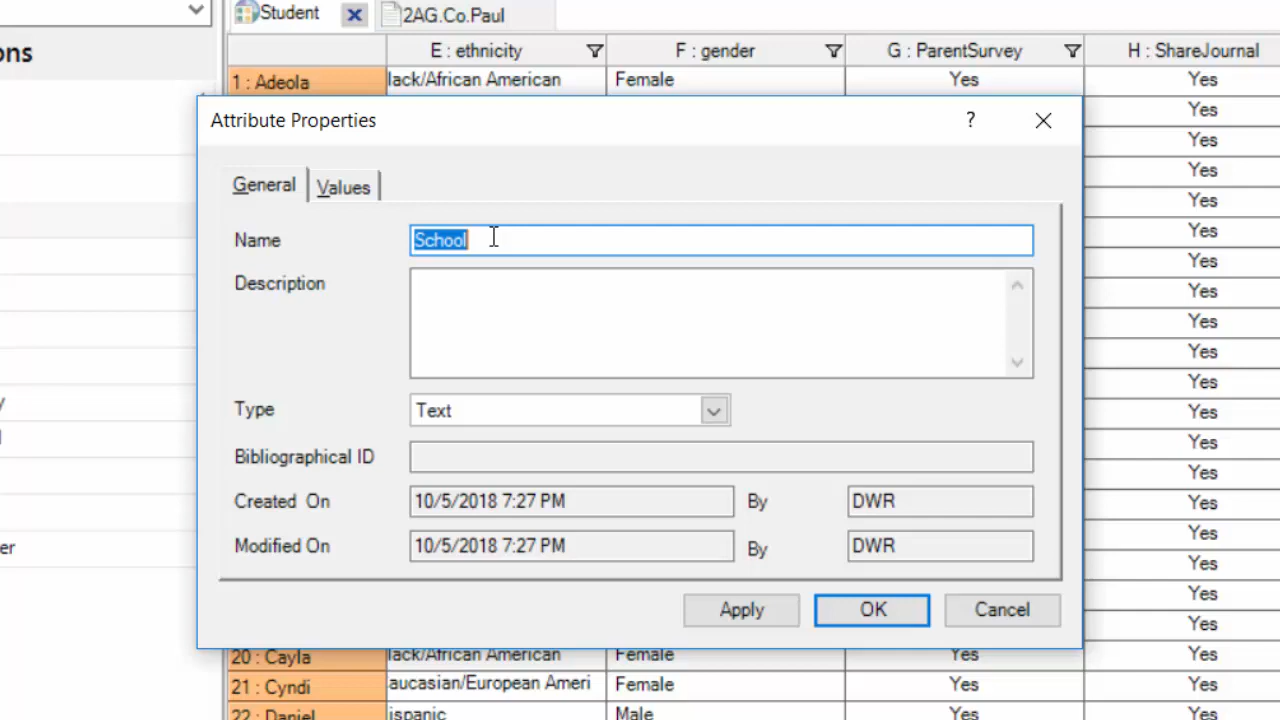 Student
2AG.Co.Paul
ons
E : ethnicity
F : gender
G : ParentSurvey
H : ShareJournal
1 : Adeola
lack/African American
Female
Yes
Yes
Attribute Properties
?
Yes
Yes
Yes
General
Values
Yes
Name
School
Yes
Yes
Description
Yes
Yes
Yes
Yes
Type
Text
Yes
Yes
Bibliographical ID
Yes
Created On
10/5/2018 7:27 PM
By
DWR
Yes
Yes
er
Modified On
10/5/2018 7:27 PM
By
DWR
Yes
Yes
Apply
OK
Cancel
Yes
20 : Cayla
lack/African American
Female
Yes
Yes
21 : Cyndi
aucasian/European Ameri
Female
Yes
Yes
22 : Daniel
ispanic
Male
Yes
Yes